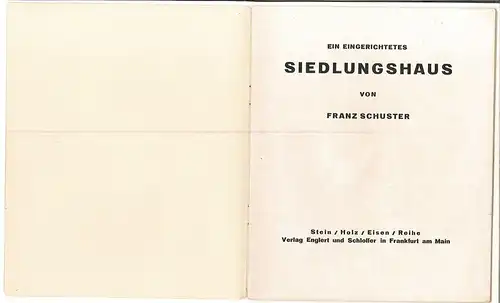 EIN EINGERICHTETES
SIEDLUNGSHAUS
VON
FRANZ SCHUSTER
Stein / Holz / Eisen / Reihe
Verlag Englert und Schlosser in Frankfurt am Main